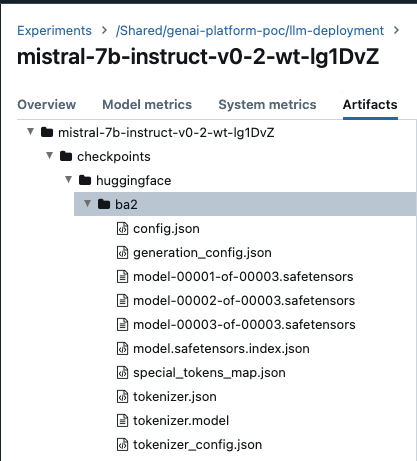 Experiments > /Shared/genai-platform-poc/llm-deployment >
mistral-7b-instruct-v0-2-wt-lg1DvZ
Overview Model metrics System metrics Artifacts
mistral-7b-instruct-v0-2-wt-lg1DvZ
checkpoints
huggingface
ba2
config.json
generation_config.json
model-00001-of-00003.safetensors
model-00002-of-00003.safetensors
model-00003-of-00003.safetensors
model.safetensors.index.json
special_tokens_map.json
tokenizer.json
tokenizer.model
tokenizer_config.json